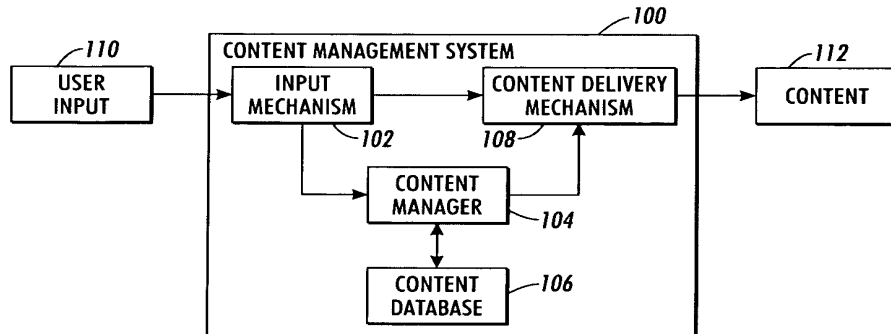 100
110
CONTENT MANAGEMENT SYSTEM
112
USER
INPUT
INPUT
MECHANISM
CONTENT DELIVERY
MECHANISM
CONTENT
102
108
CONTENT
MANAGER
104
CONTENT
DATABASE
106